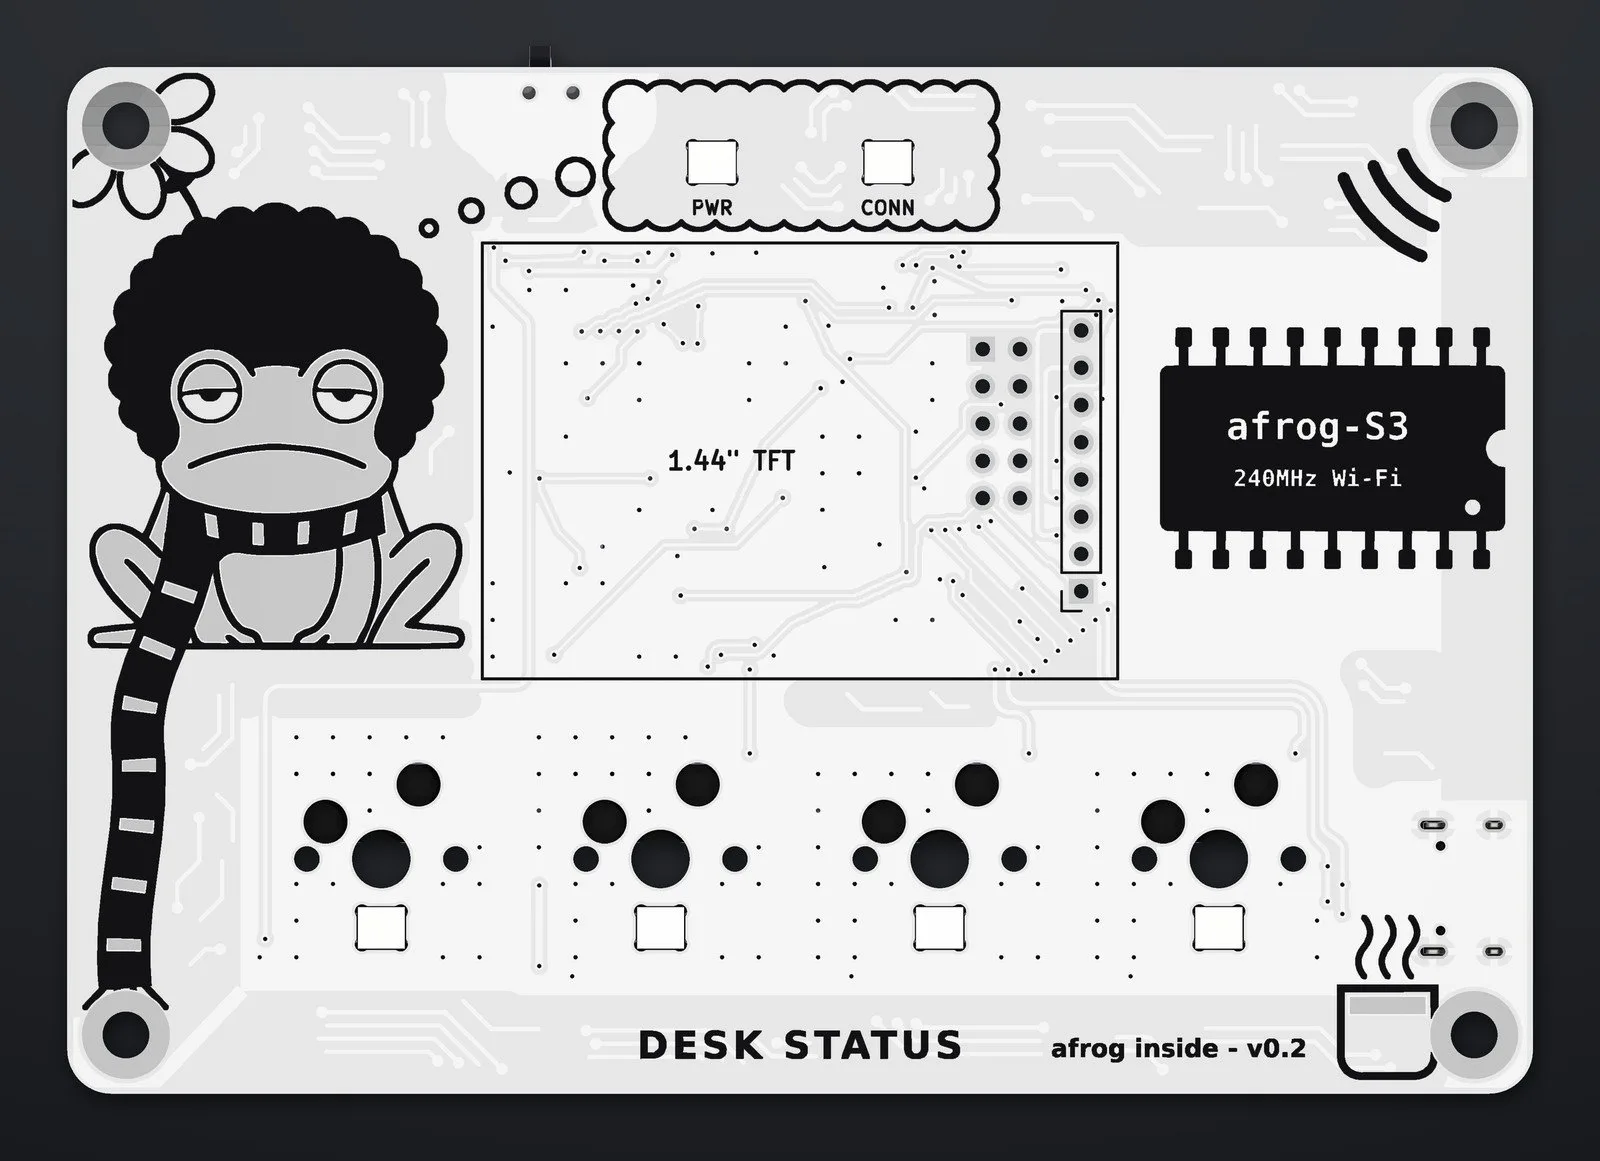 PWR
CONN
1.44" TFT
afrog-S3
240MHz Wi-Fi
DESK STATUS
afrog inside - v0.2